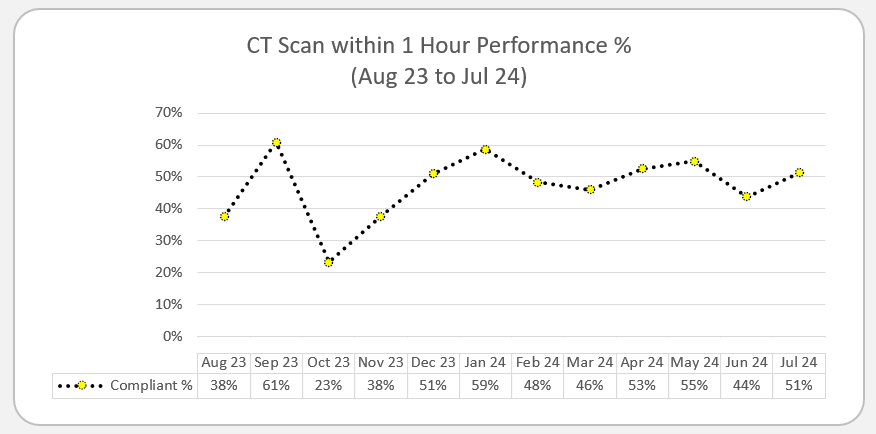 CT Scan within 1 Hour Performance %
(Aug 23 to Jul 24)
70%
60%
50%
40%
30%
20%
10%
0%
Aug 23 Sep 23 Oct 23 Nov 23 Dec 23 Jan 24 Feb 24 Mar 24 Apr 24 May 24 Jun 24 Jul 24
Compliant % 38% 61% 23% 38% 51% 59% 48% 46% 53% 55% 44% 51%